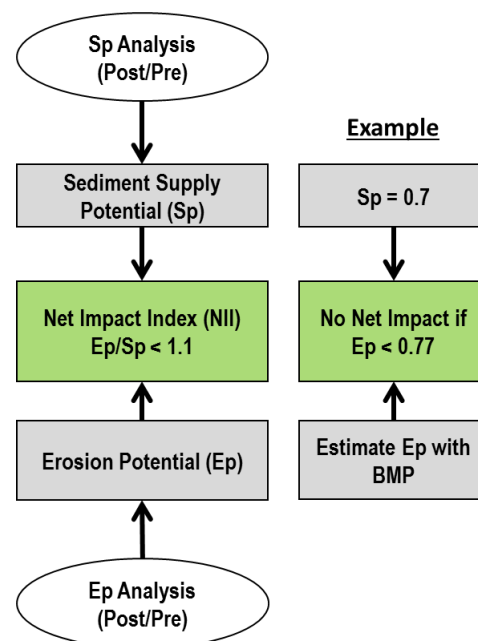 Sp Analysis
(Post/Pre)
Example
Sediment Supply
Potential (Sp)
Sp = 0.7
Net Impact Index (NII)
Ep/Sp < 1.1
No Net Impact if
Ep < 0.77
Erosion Potential (Ep)
Estimate Ep with
BMP
Ep Analysis
(Post/Pre)